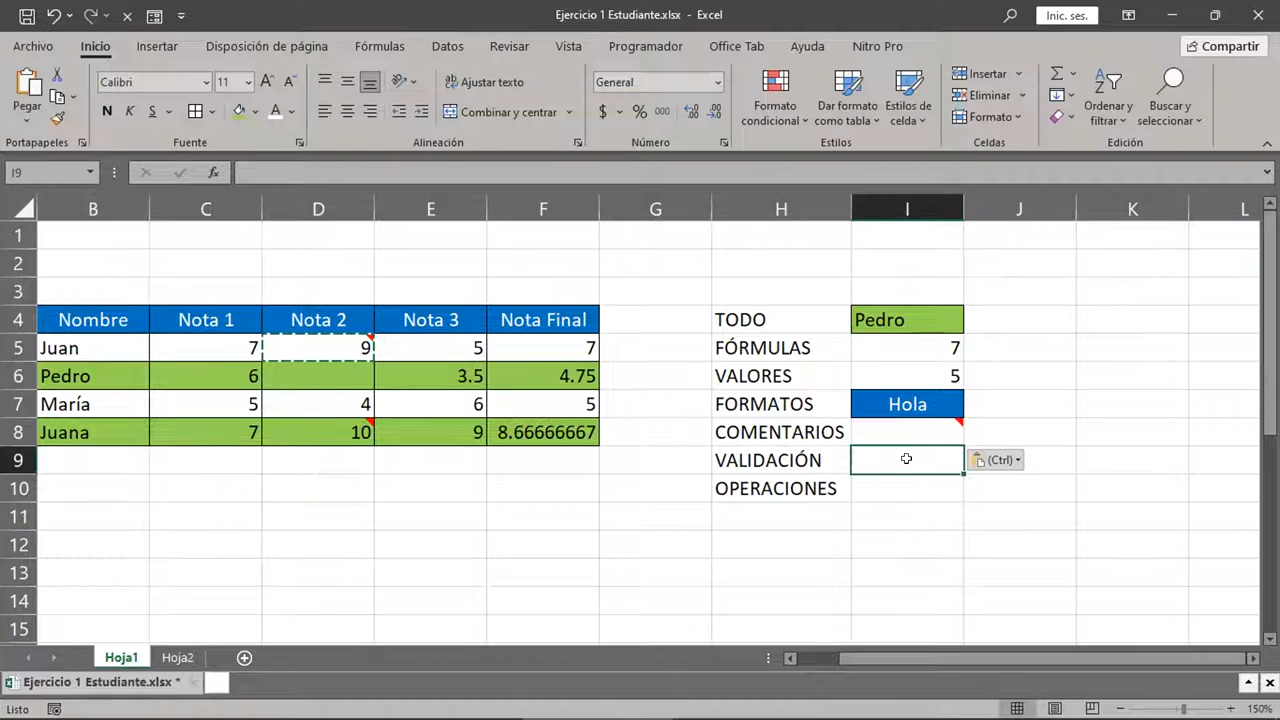 Ejercicio 1 Estudiante.xlsx - Excel
Inic. ses.
Archivo Inicio Insertar Disposición de página Fórmulas Datos Revisar Vista Programador Office Tab Ayuda Nitro Pro Compartir
Pegar
Portapapeles
Calibri 11
N K S
Fuente
Ajustar texto
Combinar y centrar
Alineación
General
$ % 000
Número
Formato condicional
Dar formato como tabla
Estilos de celda
Estilos
Insertar
Eliminar
Formato
Celdas
Ordenar y filtrar
Buscar y seleccionar
Edición
I9 fx
B C D E F G H I J K L
1
2
3
4 Nombre Nota 1 Nota 2 Nota 3 Nota Final TODO Pedro
5 Juan 7 9 5 7 FÓRMULAS 7
6 Pedro 6 3.5 4.75 VALORES 5
7 María 5 4 6 5 FORMATOS Hola
8 Juana 7 10 9 8.66666667 COMENTARIOS
9 VALIDACIÓN (Ctrl)
10 OPERACIONES
11
12
13
14
15
Hoja1 Hoja2
Ejercicio 1 Estudiante.xlsx *
Listo 150%